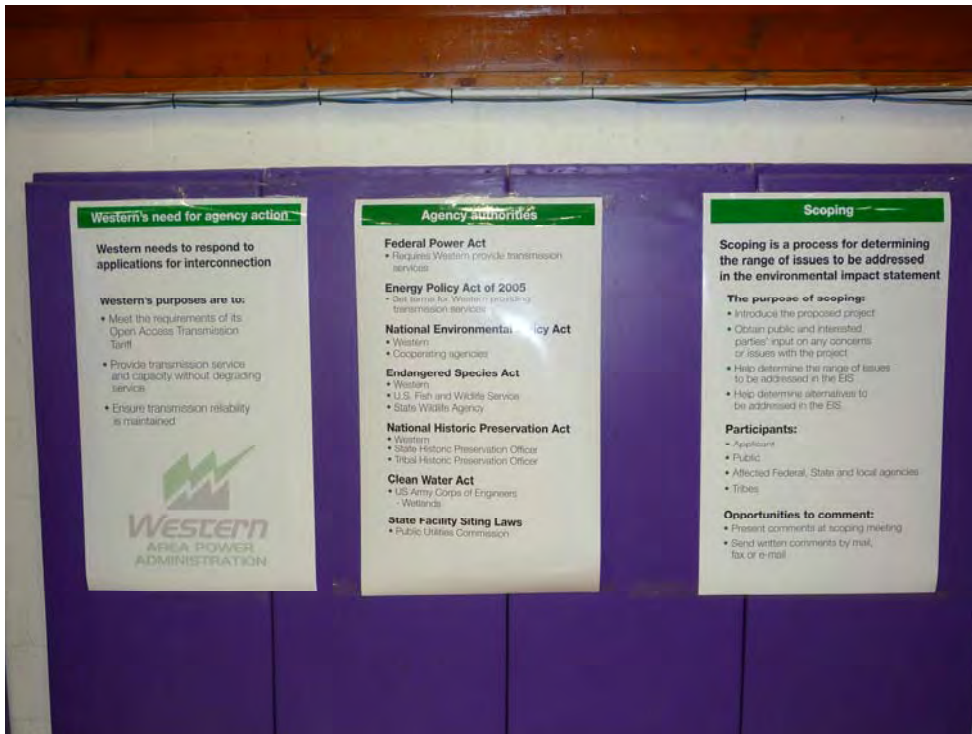 Western's need for agency action
Western needs to respond to
applications for interconnection
Western's purposes are to:
• Meet the requirements of its
Open Access Transmission
Tariff
• Provide transmission service
and capacity without degrading
service
• Ensure transmission reliability
is maintained
Western
AREA POWER
ADMINISTRATION
Agency authorities
Federal Power Act
• Requires Western provide transmission
services
Energy Policy Act of 2005
- Set terms for Western providing
transmission services
National Environmental Policy Act
• Western
• Cooperating agencies
Endangered Species Act
• Western
• U.S. Fish and Wildlife Service
• State Wildlife Agency
National Historic Preservation Act
• Western
• State Historic Preservation Officer
• Tribal Historic Preservation Officer
Clean Water Act
• US Army Corps of Engineers
- Wetlands
State Facility Siting Laws
• Public Utilities Commission
Scoping
Scoping is a process for determining
the range of issues to be addressed
in the environmental impact statement
The purpose of scoping:
• Introduce the proposed project
• Obtain public and interested
parties' input on any concerns
or issues with the project
• Help determine the range of issues
to be addressed in the EIS
• Help determine alternatives to
be addressed in the EIS
Participants:
- Applicant
• Public
• Affected Federal, State and local agencies
• Tribes
Opportunities to comment:
• Present comments at scoping meeting
• Send written comments by mail,
fax or e-mail